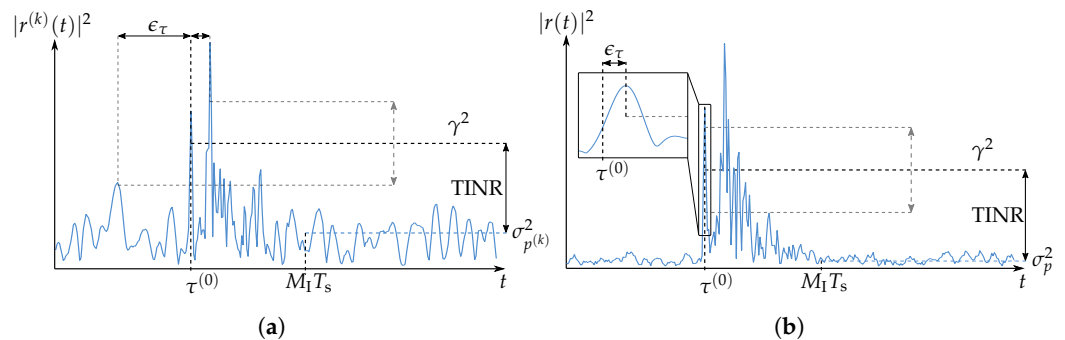 |r^{(k)}(t)|^2
ϵ_τ
γ^2
TINR
σ^2_{p^{(k)}}
τ^{(0)}
M_I T_s
t
(a)
|r(t)|^2
ϵ_τ
τ^{(0)}
γ^2
TINR
σ^2_p
τ^{(0)}
M_I T_s
t
(b)